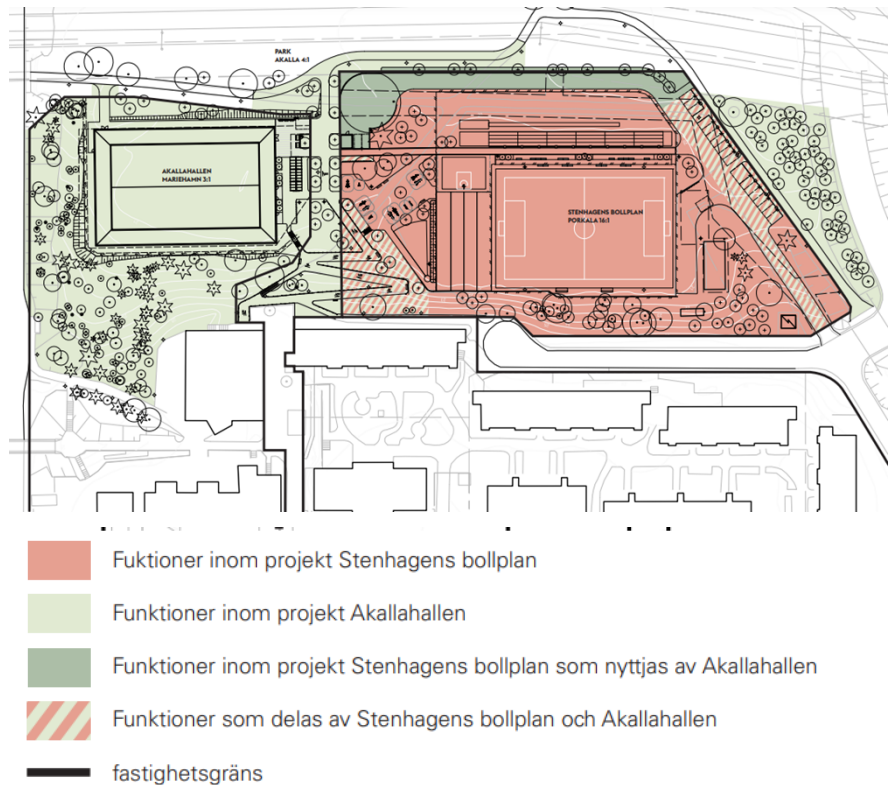 PARK
AKALLA 4:1
AKALLAHALLEN
MARIEHAMN 2:1
STENHAGENS BOLLPLAN
PORKALA 16:1
Fuktioner inom projekt Stenhagens bollplan
Funktioner inom projekt Akallahallen
Funktioner inom projekt Stenhagens bollplan som nyttjas av Akallahallen
Funktioner som delas av Stenhagens bollplan och Akallahallen
fastighetsgräns